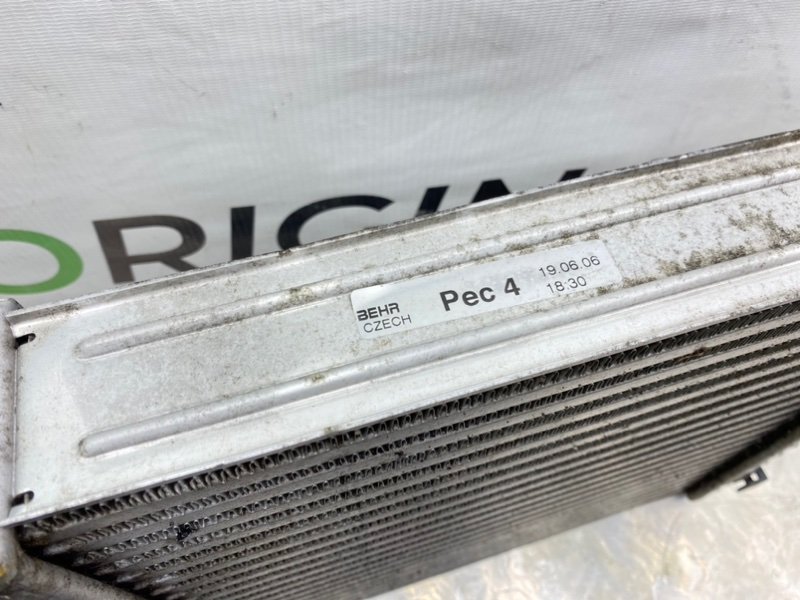 ORIGIN
BEHR
CZECH
Pec 4
19.06.06
18:30